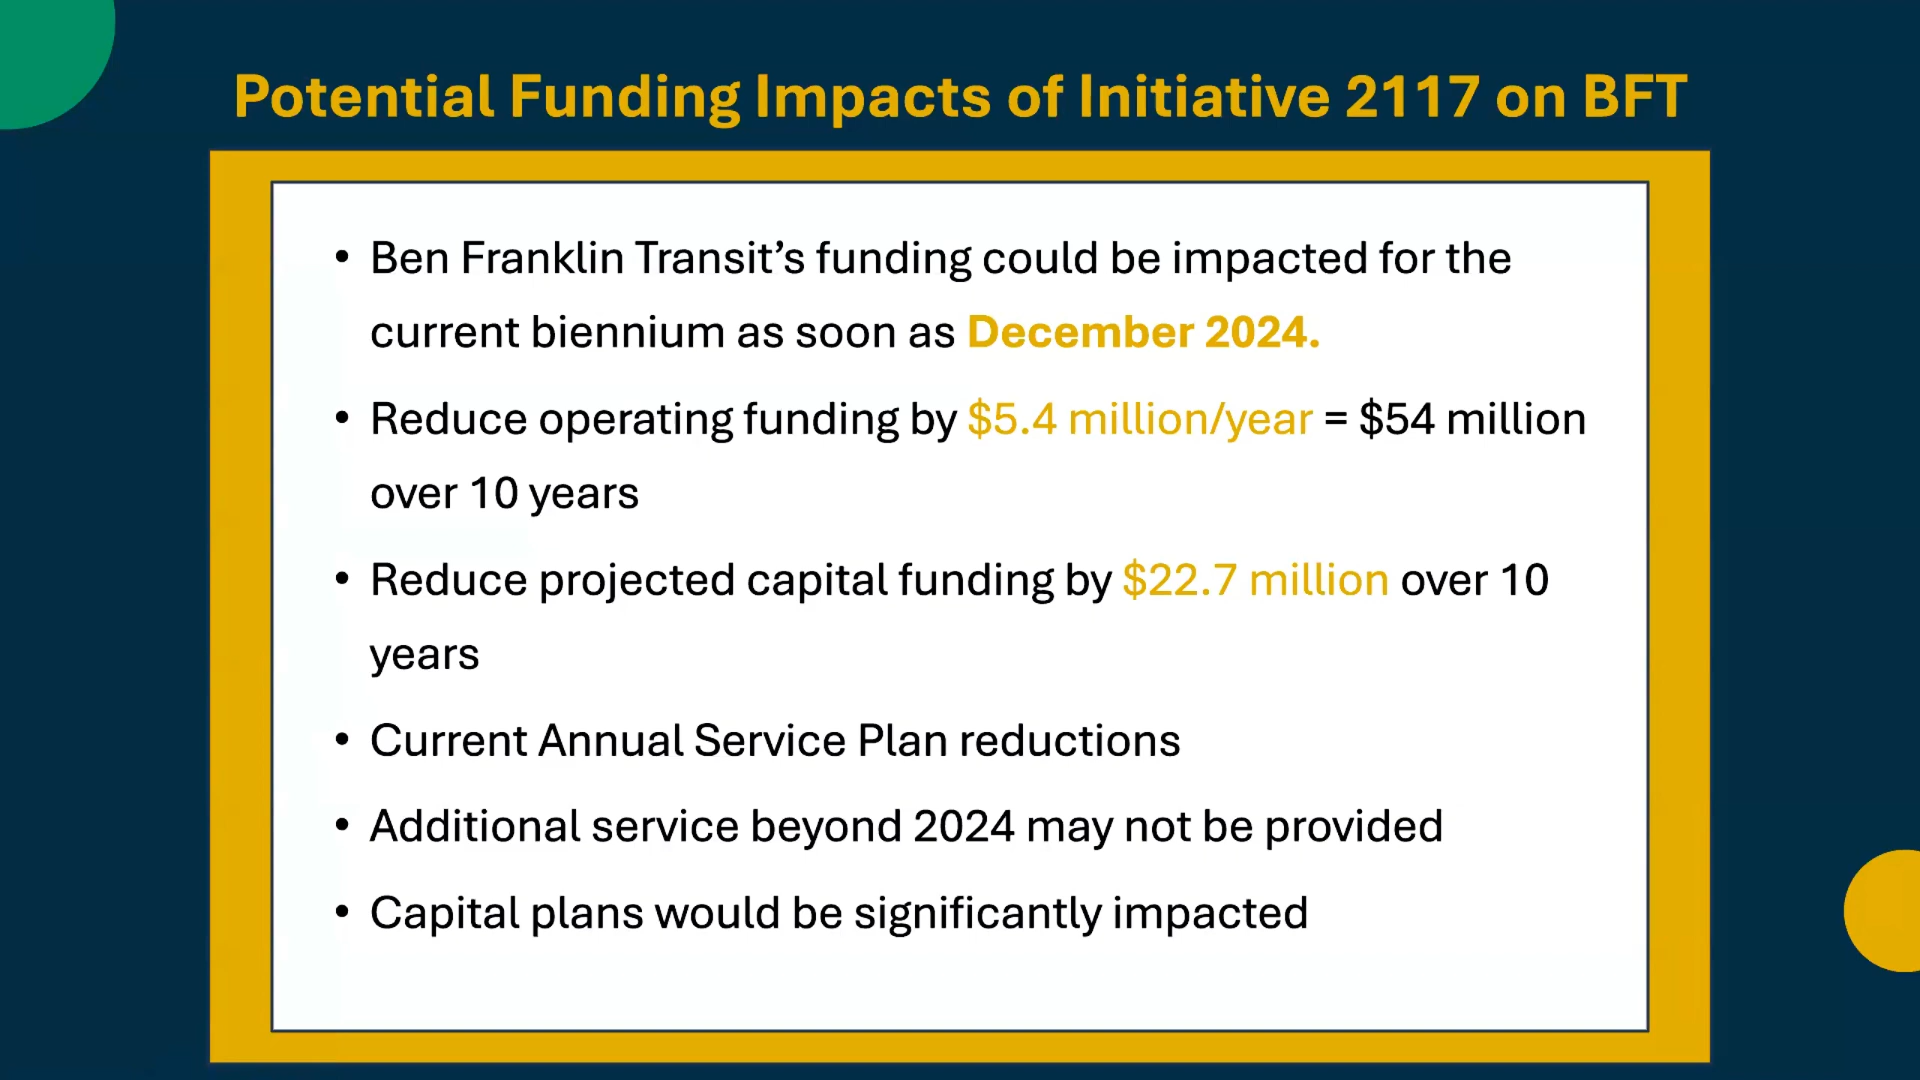 Potential Funding Impacts of Initiative 2117 on BFT
• Ben Franklin Transit’s funding could be impacted for the
current biennium as soon as December 2024.
• Reduce operating funding by $5.4 million/year = $54 million
over 10 years
• Reduce projected capital funding by $22.7 million over 10
years
• Current Annual Service Plan reductions
• Additional service beyond 2024 may not be provided
• Capital plans would be significantly impacted